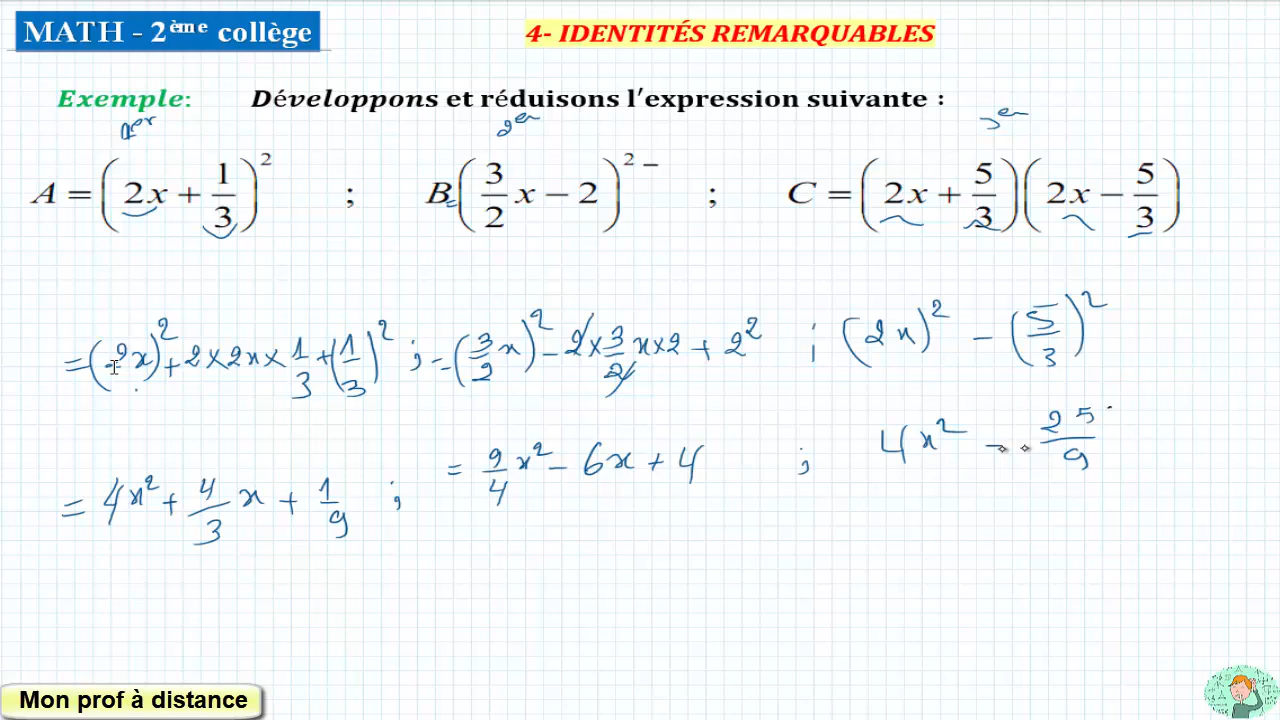 MATH - 2ème collège
4- IDENTITÉS REMARQUABLES
Exemple: Développons et réduisons l'expression suivante :
1er 2em 3em
A = (2x + 1/3)² ; B = (3/2 x − 2)² ; C = (2x + 5/3)(2x − 5/3)
= (2x)² + 2 × 2x × 1/3 + (1/3)² ; = (3/2 x)² − 2 × 3/2 x × 2 + 2² ; (2x)² − (5/3)²
= 4x² + 4/3 x + 1/9 ; = 9/4 x² − 6x + 4 ; 4x² − 25/9
Mon prof à distance